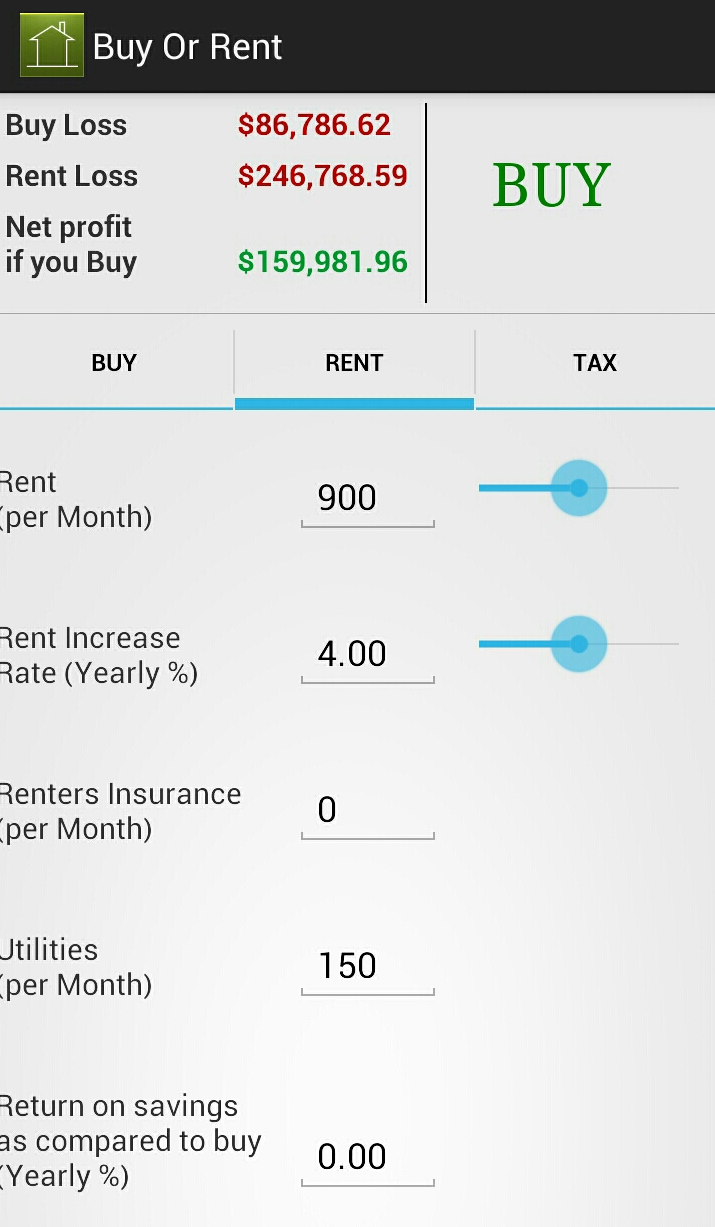 Buy Or Rent
Buy Loss $86,786.62
Rent Loss $246,768.59
BUY
Net profit
if you Buy $159,981.96
BUY RENT TAX
Rent
(per Month)
900
Rent Increase
Rate (Yearly %)
4.00
Renters Insurance
(per Month)
0
Utilities
(per Month)
150
Return on savings
as compared to buy
(Yearly %)
0.00